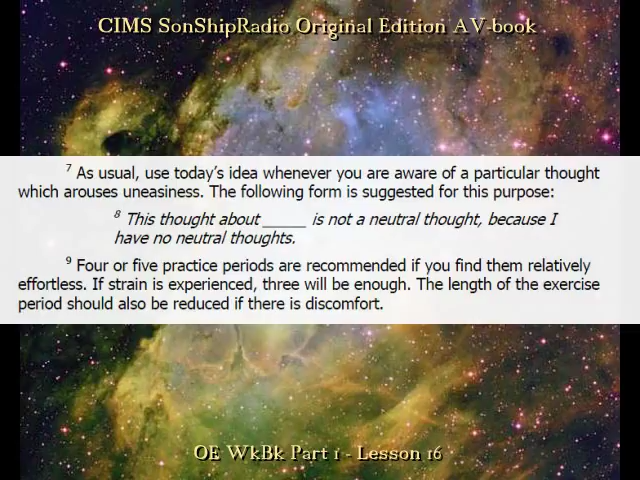 CIMS SonShipRadio Original Edition AV-book
7 As usual, use today's idea whenever you are aware of a particular thought
which arouses uneasiness. The following form is suggested for this purpose:
8 This thought about _____ is not a neutral thought, because I
have no neutral thoughts.
9 Four or five practice periods are recommended if you find them relatively
effortless. If strain is experienced, three will be enough. The length of the exercise
period should also be reduced if there is discomfort.
OE WkBk Part 1 - Lesson 16